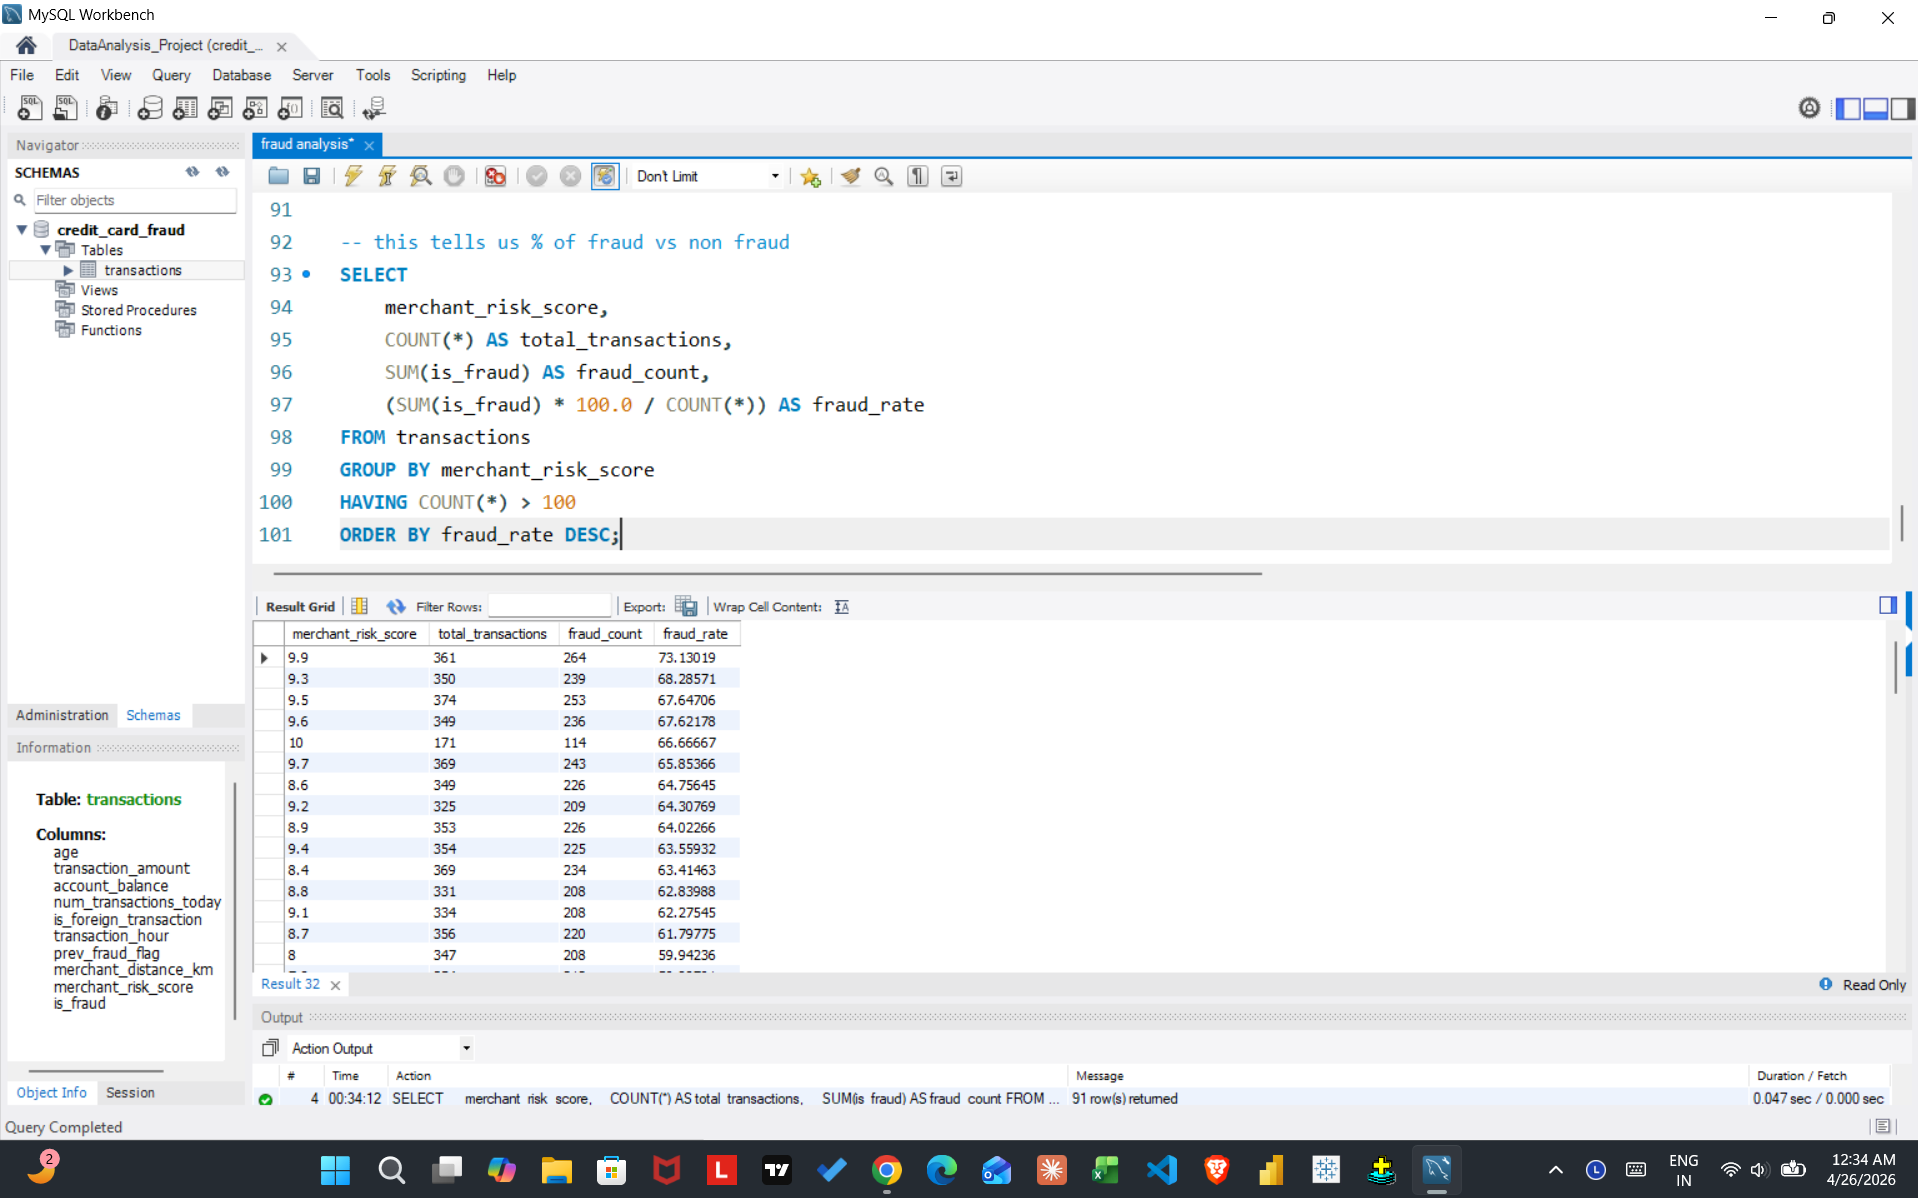 MySQL Workbench
DataAnalysis_Project (credit_...
File Edit View Query Database Server Tools Scripting Help
Navigator
SCHEMAS
Filter objects
credit_card_fraud
Tables
transactions
Views
Stored Procedures
Functions
Administration Schemas
Information
Table: transactions
Columns:
age
transaction_amount
account_balance
num_transactions_today
is_foreign_transaction
transaction_hour
prev_fraud_flag
merchant_distance_km
merchant_risk_score
is_fraud
Object Info Session
fraud analysis*
Don't Limit
91
92 -- this tells us % of fraud vs non fraud
93 SELECT
94 merchant_risk_score,
95 COUNT(*) AS total_transactions,
96 SUM(is_fraud) AS fraud_count,
97 (SUM(is_fraud) * 100.0 / COUNT(*)) AS fraud_rate
98 FROM transactions
99 GROUP BY merchant_risk_score
100 HAVING COUNT(*) > 100
101 ORDER BY fraud_rate DESC;
Result Grid Filter Rows: Export: Wrap Cell Content:
merchant_risk_score total_transactions fraud_count fraud_rate
9.9 361 264 73.13019
9.3 350 239 68.28571
9.5 374 253 67.64706
9.6 349 236 67.62178
10 171 114 66.66667
9.7 369 243 65.85366
8.6 349 226 64.75645
9.2 325 209 64.30769
8.9 353 226 64.02266
9.4 354 225 63.55932
8.4 369 234 63.41463
8.8 331 208 62.83988
9.1 334 208 62.27545
8.7 356 220 61.79775
8 347 208 59.94236
Result 32
Read Only
Output
Action Output
# Time Action Message Duration / Fetch
4 00:34:12 SELECT merchant_risk_score, COUNT(*) AS total_transactions, SUM(is_fraud) AS fraud_count FROM ... 91 row(s) returned 0.047 sec / 0.000 sec
Query Completed
2
ENG
IN
12:34 AM
4/26/2026